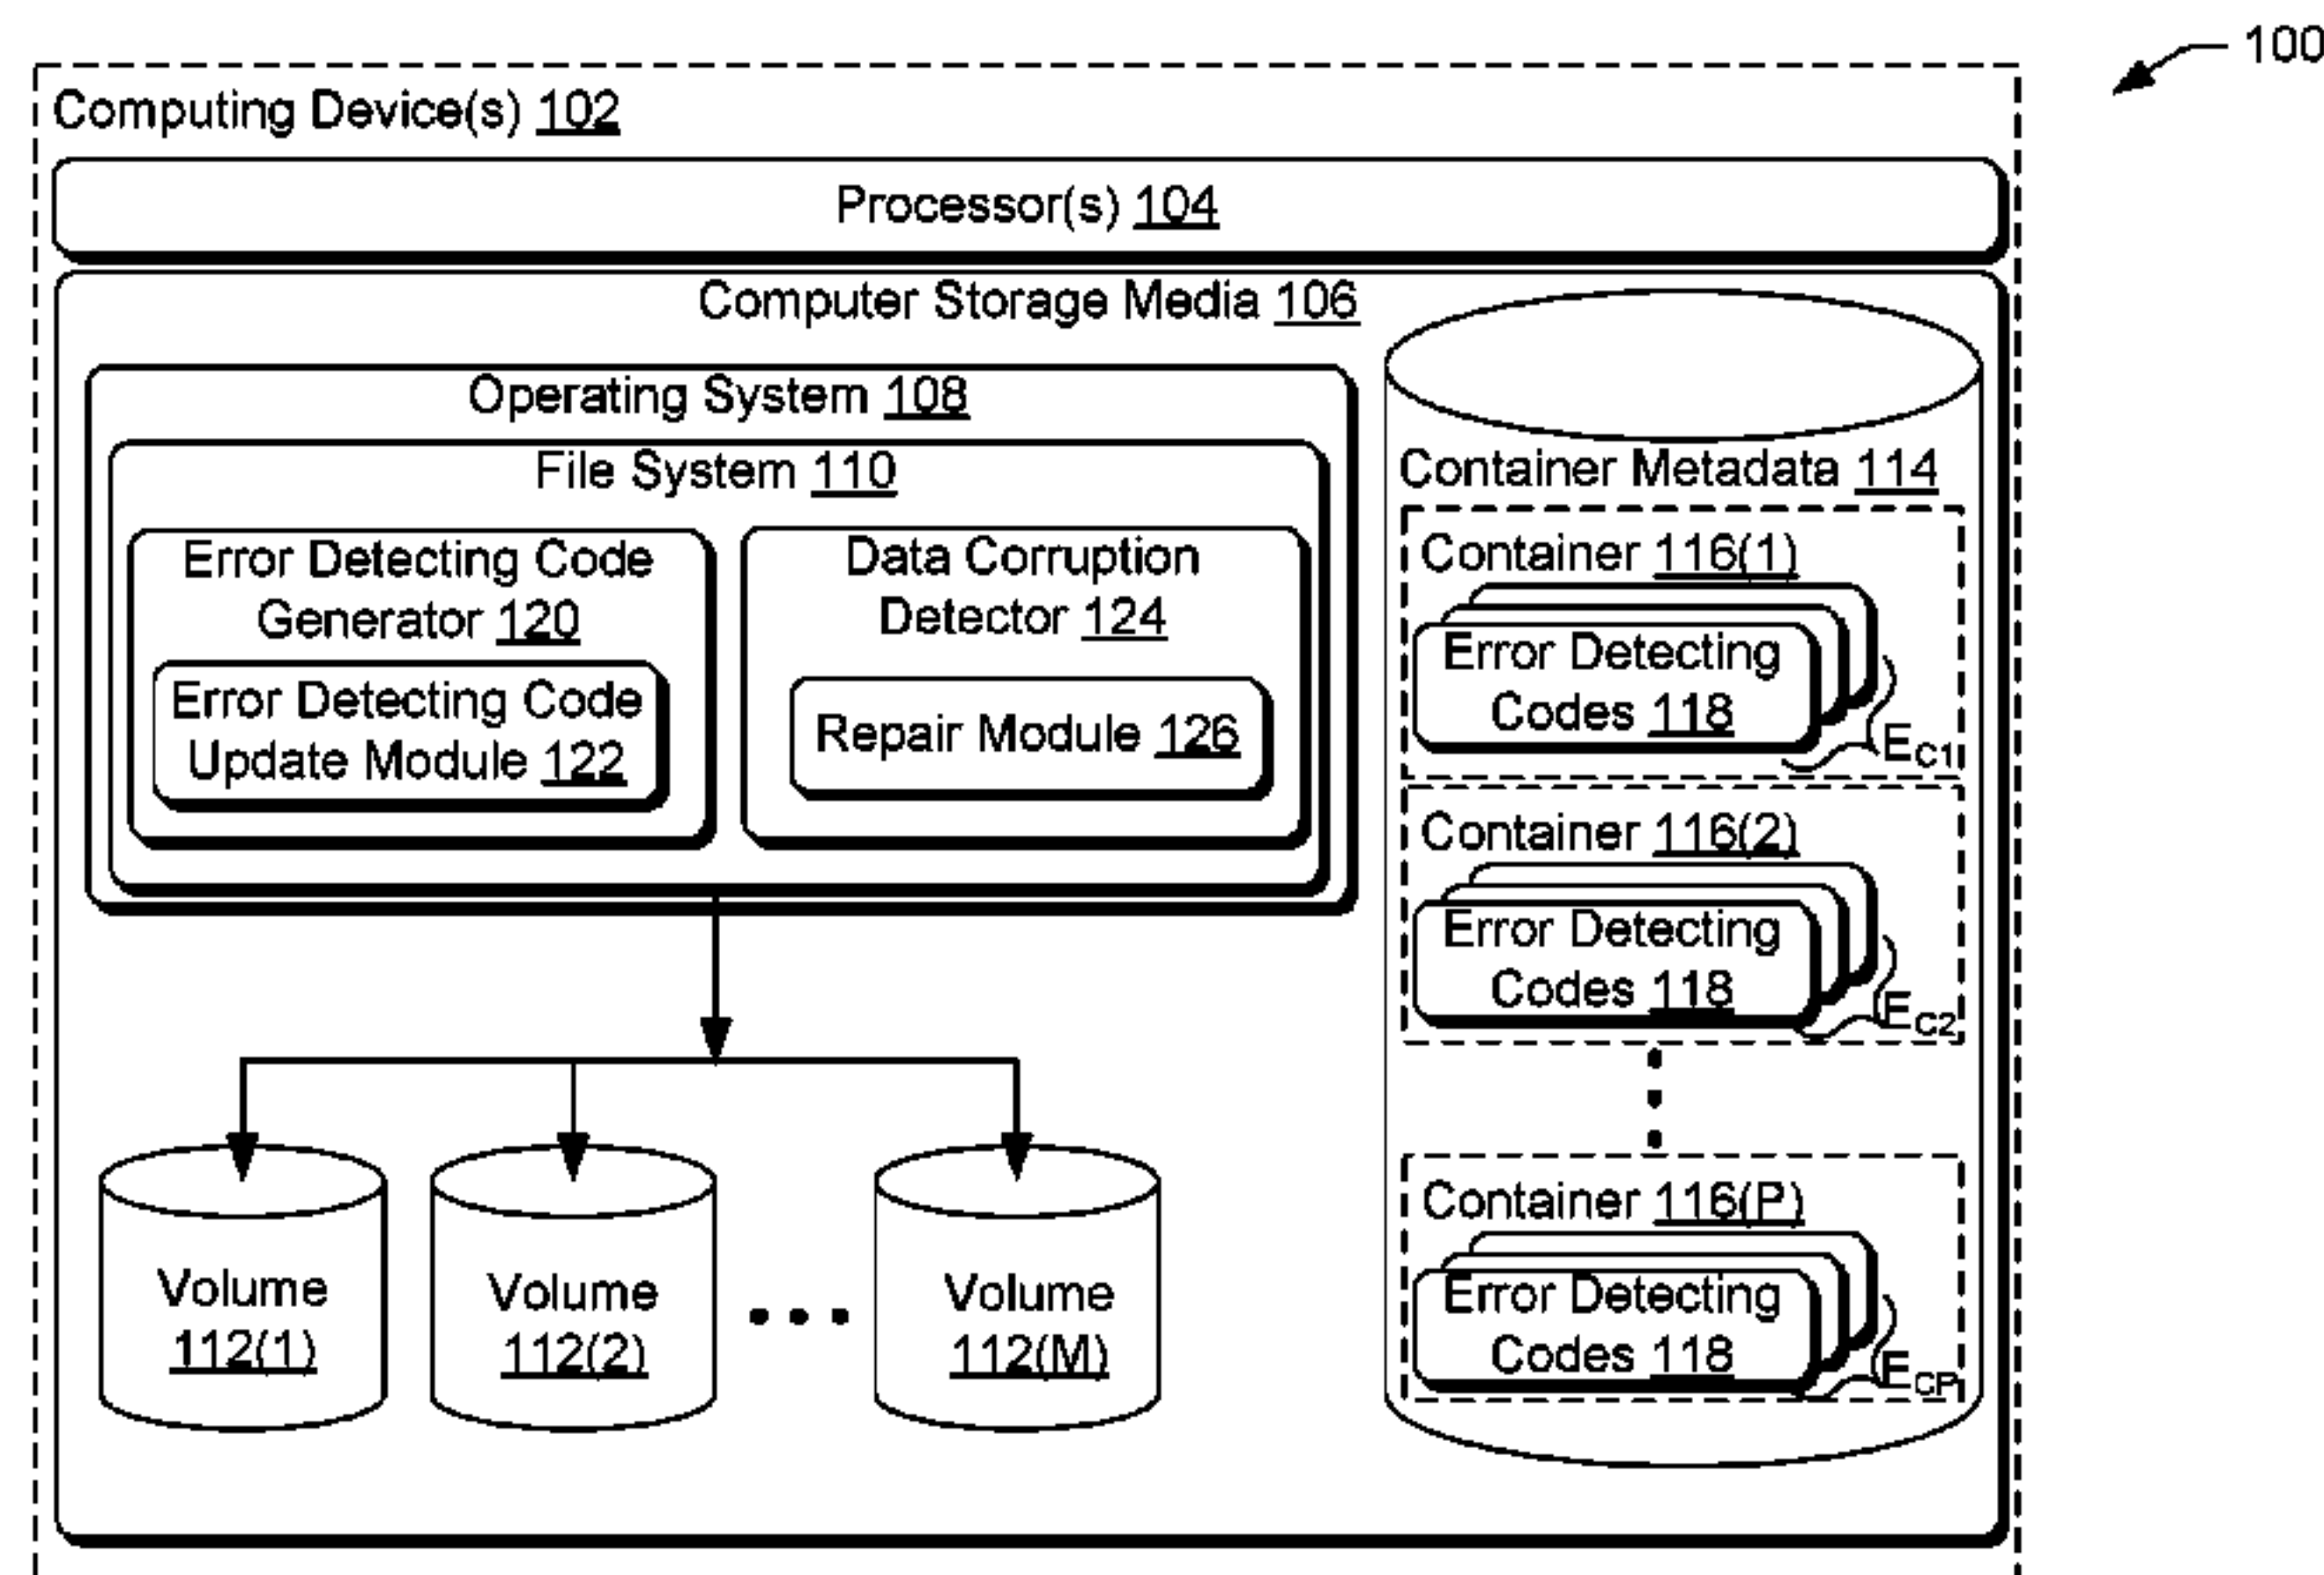 100
Computing Device(s) 102
Processor(s) 104
Computer Storage Media 106
Operating System 108
File System 110
Error Detecting Code
Generator 120
Error Detecting Code
Update Module 122
Data Corruption
Detector 124
Repair Module 126
Container Metadata 114
Container 116(1)
Error Detecting
Codes 118
EC1
Container 116(2)
Error Detecting
Codes 118
EC2
Container 116(P)
Error Detecting
Codes 118
ECP
Volume
112(1)
Volume
112(2)
Volume
112(M)